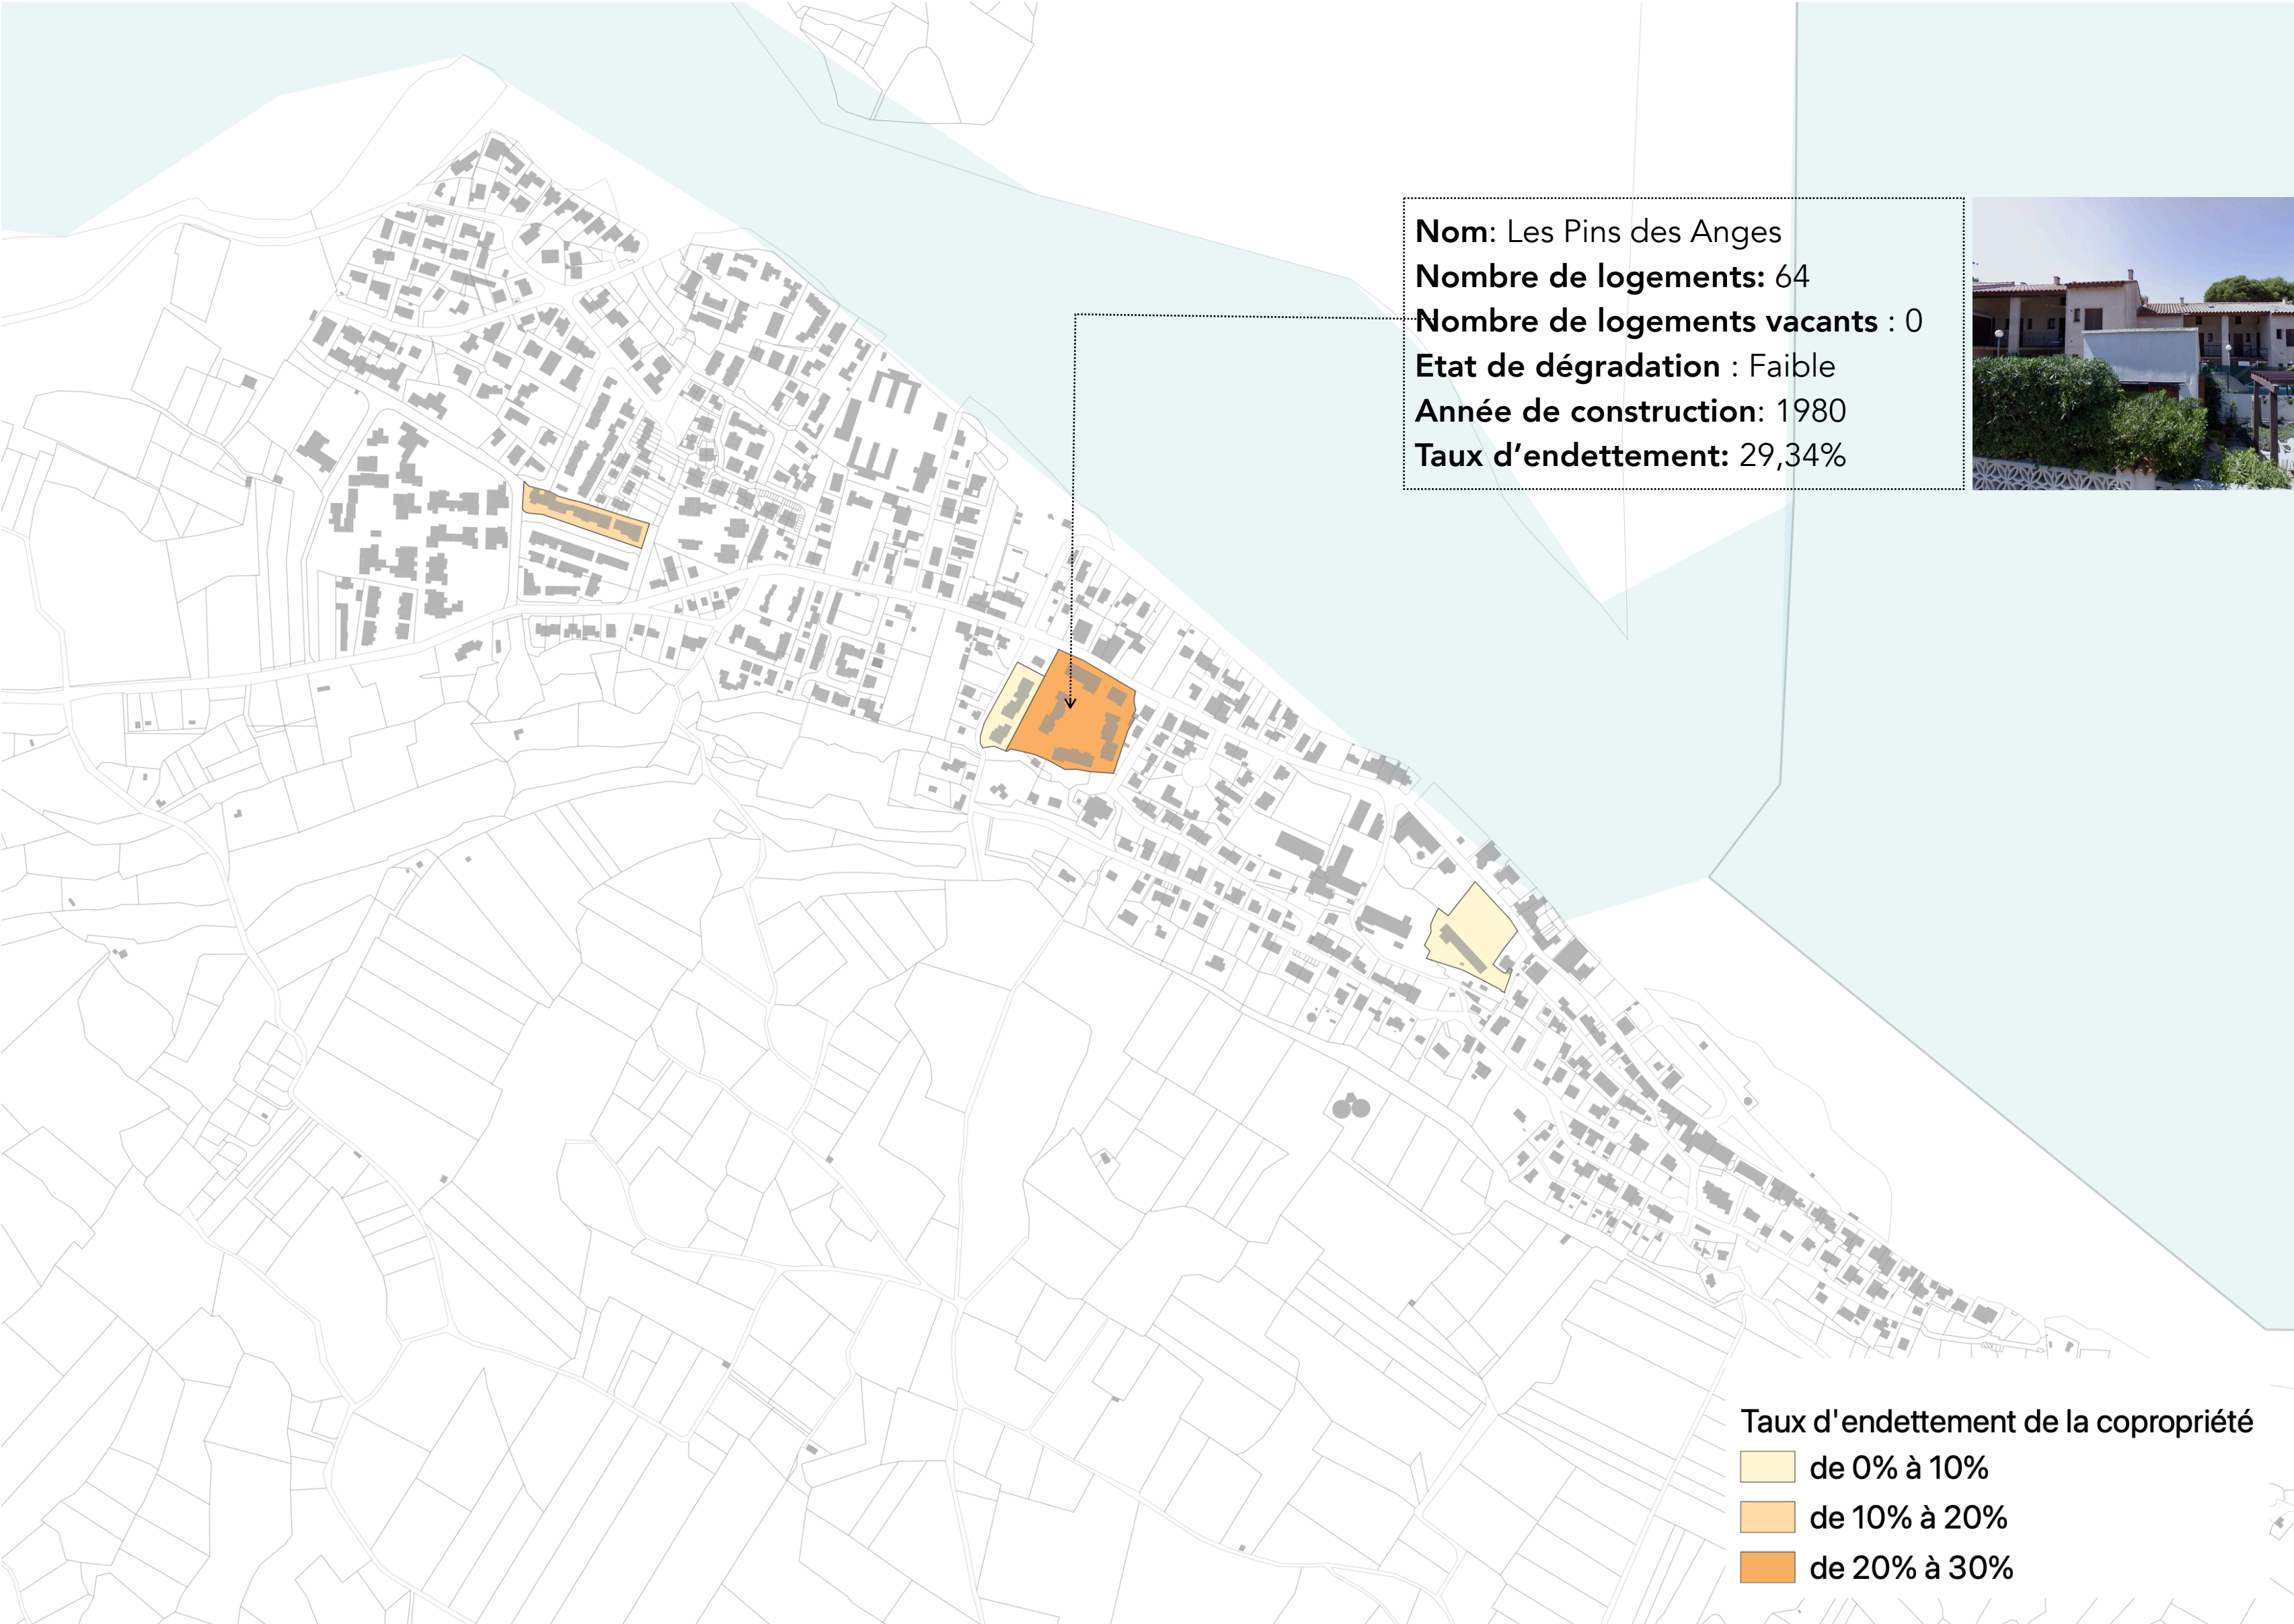 Nom: Les Pins des Anges
Nombre de logements: 64
Nombre de logements vacants : 0
Etat de dégradation : Faible
Année de construction: 1980
Taux d’endettement: 29,34%
Taux d'endettement de la copropriété
de 0% à 10%
de 10% à 20%
de 20% à 30%